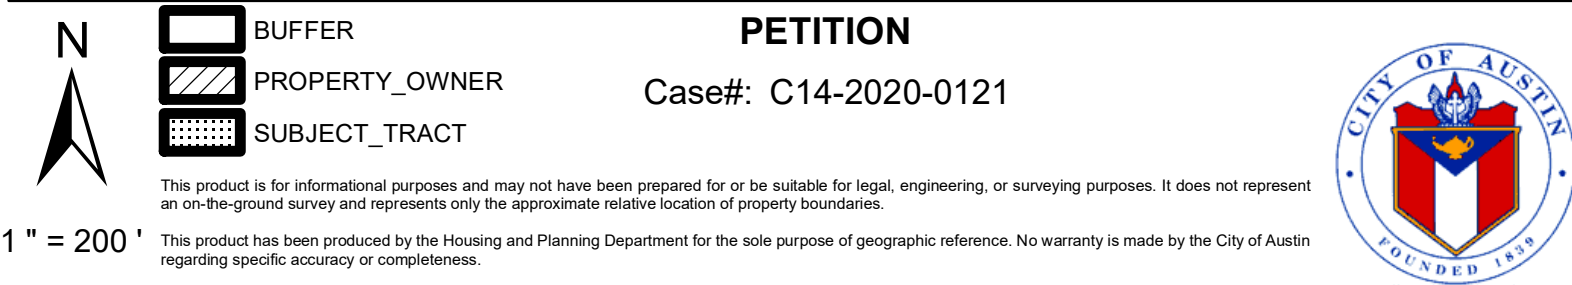 N
BUFFER
PROPERTY_OWNER
SUBJECT_TRACT
PETITION
Case#: C14-2020-0121
This product is for informational purposes and may not have been prepared for or be suitable for legal, engineering, or surveying purposes. It does not represent
an on-the-ground survey and represents only the approximate relative location of property boundaries.
1 " = 200 '
This product has been produced by the Housing and Planning Department for the sole purpose of geographic reference. No warranty is made by the City of Austin
regarding specific accuracy or completeness.
CITY OF AUSTIN
FOUNDED 1839